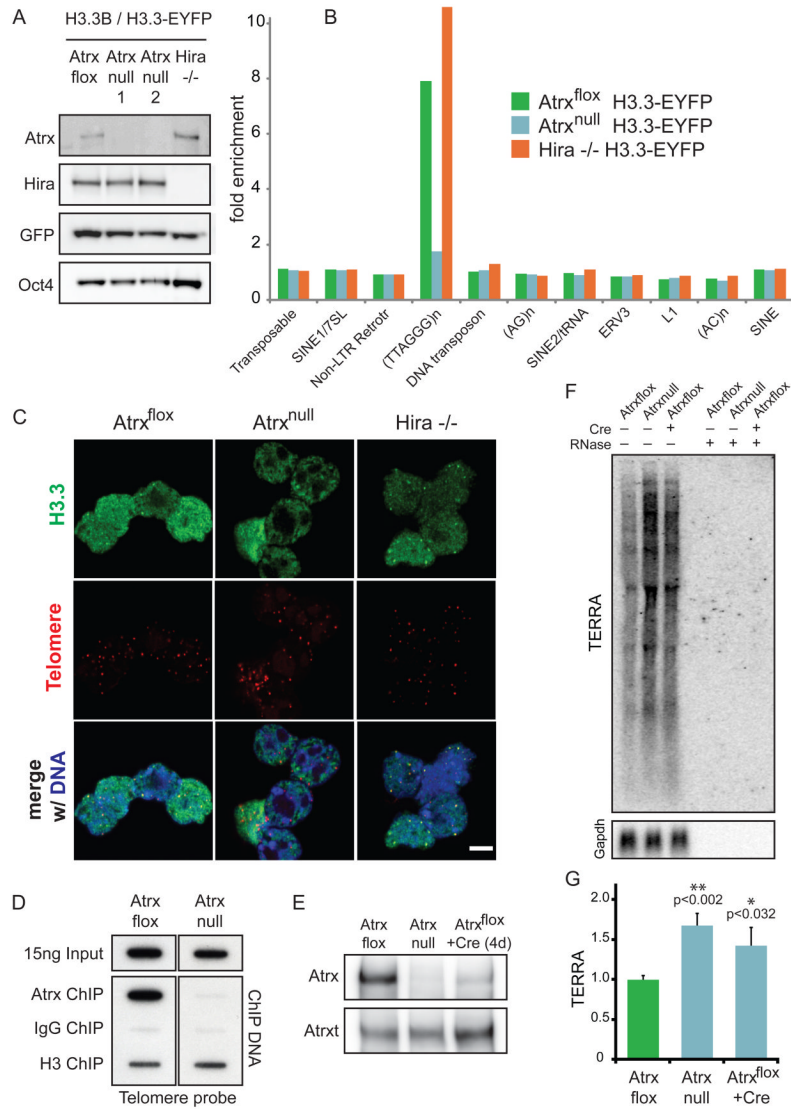 A
H3.3B / H3.3-EYFP
Atrx flox
Atrx null 1
Atrx null 2
Hira -/-
Atrx
Hira
GFP
Oct4
B
fold enrichment
10
8
6
4
2
0
Atrxflox H3.3-EYFP
Atrxnull H3.3-EYFP
Hira -/- H3.3-EYFP
Transposable
SINE1/7SL
Non-LTR Retrotr
(TTAGGG)n
DNA transposon
(AG)n
SINE2/tRNA
ERV3
L1
(AC)n
SINE
C
Atrxflox
Atrxnull
Hira -/-
H3.3
Telomere
merge
w/ DNA
D
Atrx flox
Atrx null
15ng Input
Atrx ChIP
IgG ChIP
H3 ChIP
ChIP DNA
Telomere probe
E
Atrx flox
Atrx null
Atrxflox +Cre (4d)
Atrx
Atrxt
F
Atrxflox
Atrxnull
Atrxflox
Atrxflox
Atrxnull
Atrxflox
Cre – – + – – +
RNase – – – + + +
TERRA
Gapdh
G
TERRA
2.0
1.5
1.0
0.5
0
**
p<0.002
*
p<0.032
Atrx flox
Atrx null
Atrxflox +Cre